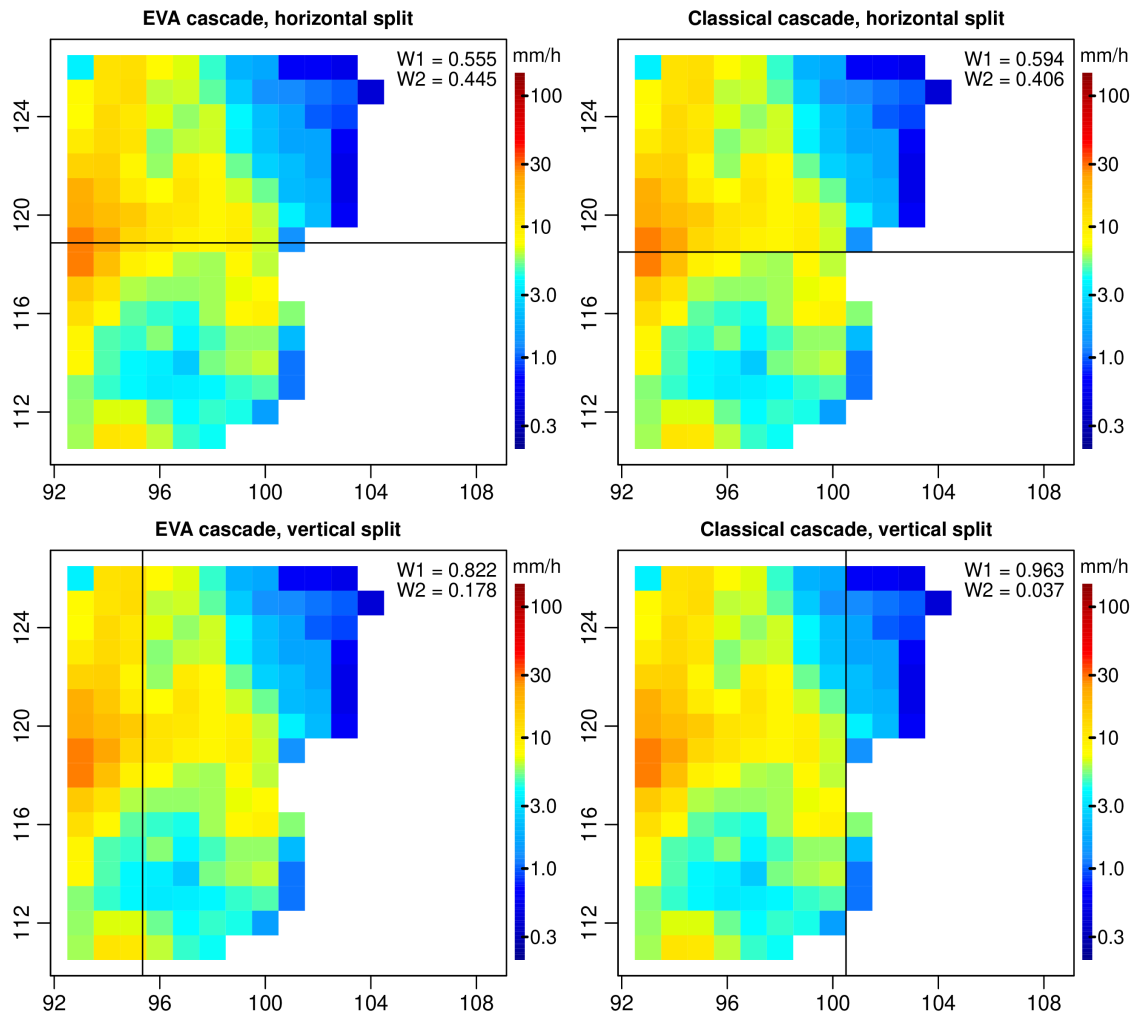 EVA cascade, horizontal split
W1 = 0.555
W2 = 0.445
mm/h
100
30
10
3.0
1.0
0.3
124
120
116
112
92 96 100 104 108
Classical cascade, horizontal split
W1 = 0.594
W2 = 0.406
mm/h
100
30
10
3.0
1.0
0.3
124
120
116
112
92 96 100 104 108
EVA cascade, vertical split
W1 = 0.822
W2 = 0.178
mm/h
100
30
10
3.0
1.0
0.3
124
120
116
112
92 96 100 104 108
Classical cascade, vertical split
W1 = 0.963
W2 = 0.037
mm/h
100
30
10
3.0
1.0
0.3
124
120
116
112
92 96 100 104 108